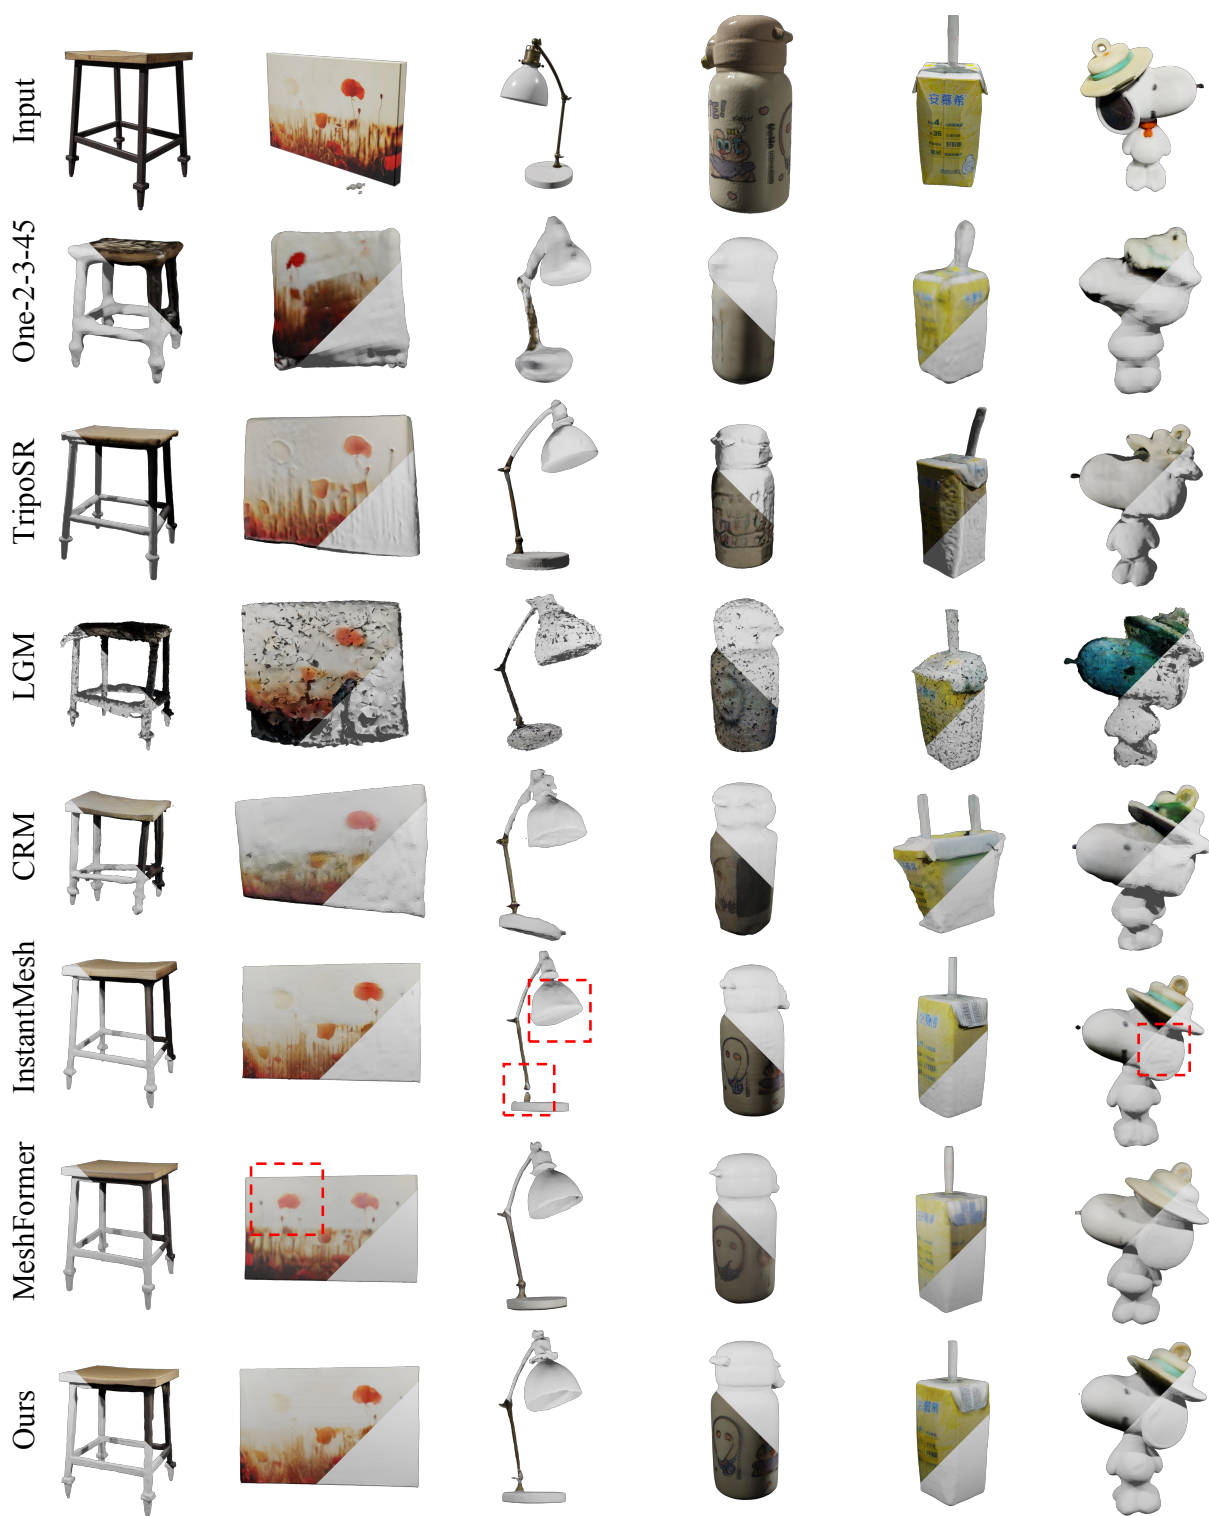 Input
安慕希
One-2-3-45
TripoSR
LGM
CRM
InstantMesh
MeshFormer
Ours